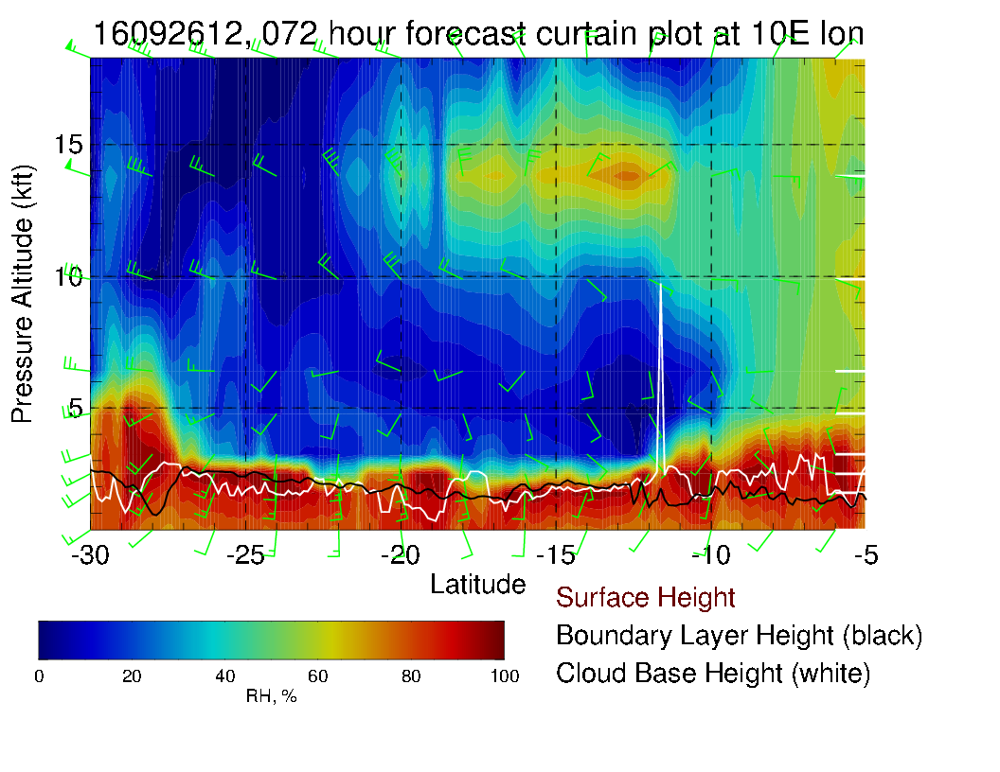 16092612, 072 hour forecast curtain plot at 10E lon
Pressure Altitude (kft)
15
10
5
-30 -25 -20 -15 -10 -5
Latitude
Surface Height
Boundary Layer Height (black)
Cloud Base Height (white)
0 20 40 60 80 100
RH, %